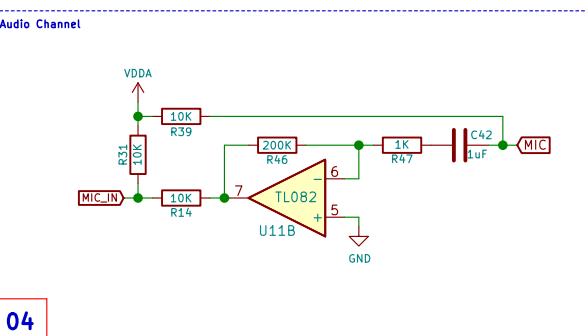 Audio Channel
VDDA
10K
R39
R31
10K
200K
R46
1K
R47
C42
1uF
MIC
MIC_IN
10K
R14
7
6
TL082
5
U11B
GND
04